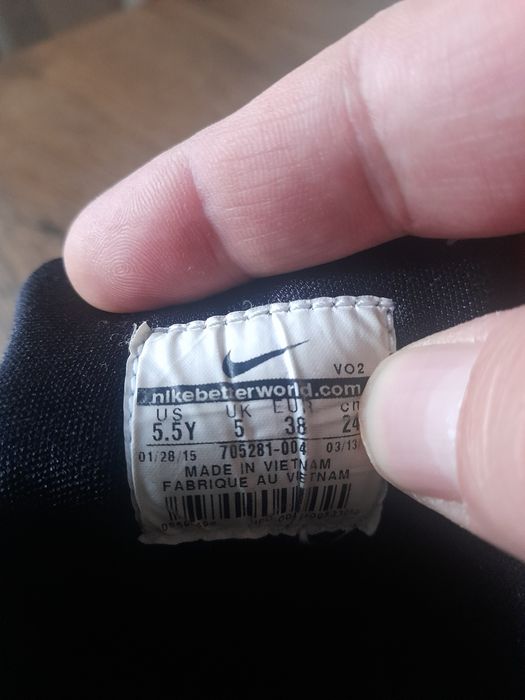 VO2
nikebetterworld.com
US UK EUR cm
5.5Y 5 38 24
01/28/15 705281-004 03/13
MADE IN VIETNAM
FABRIQUE AU VIETNAM